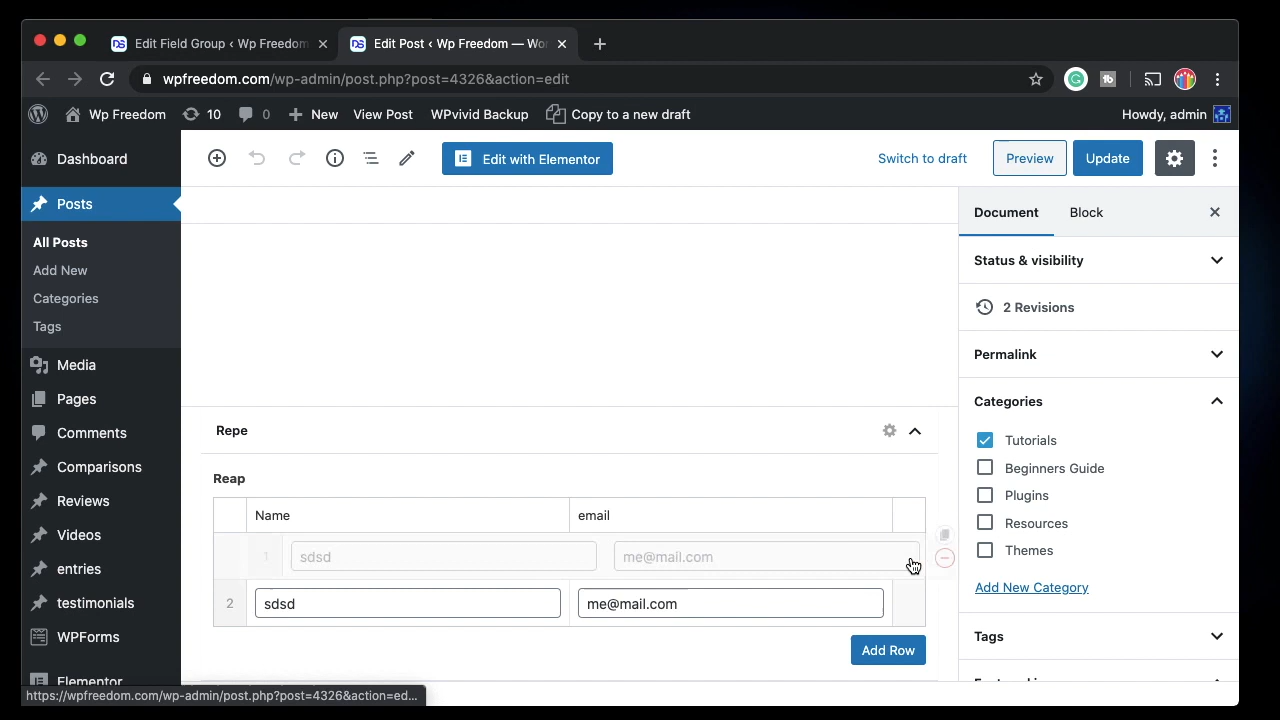 Edit Field Group ‹ Wp Freedom
Edit Post ‹ Wp Freedom — Wor
wpfreedom.com/wp-admin/post.php?post=4326&action=edit
Wp Freedom 10 0 New View Post WPvivid Backup Copy to a new draft Howdy, admin
Dashboard
Posts
All Posts
Add New
Categories
Tags
Media
Pages
Comments
Comparisons
Reviews
Videos
entries
testimonials
WPForms
Elementor
Edit with Elementor Switch to draft Preview Update
Document Block
Status & visibility
2 Revisions
Permalink
Categories
Tutorials
Beginners Guide
Plugins
Resources
Themes
Add New Category
Tags
Repe
Reap
Name email
1 sdsd me@mail.com
2 sdsd me@mail.com
Add Row
https://wpfreedom.com/wp-admin/post.php?post=4326&action=ed...